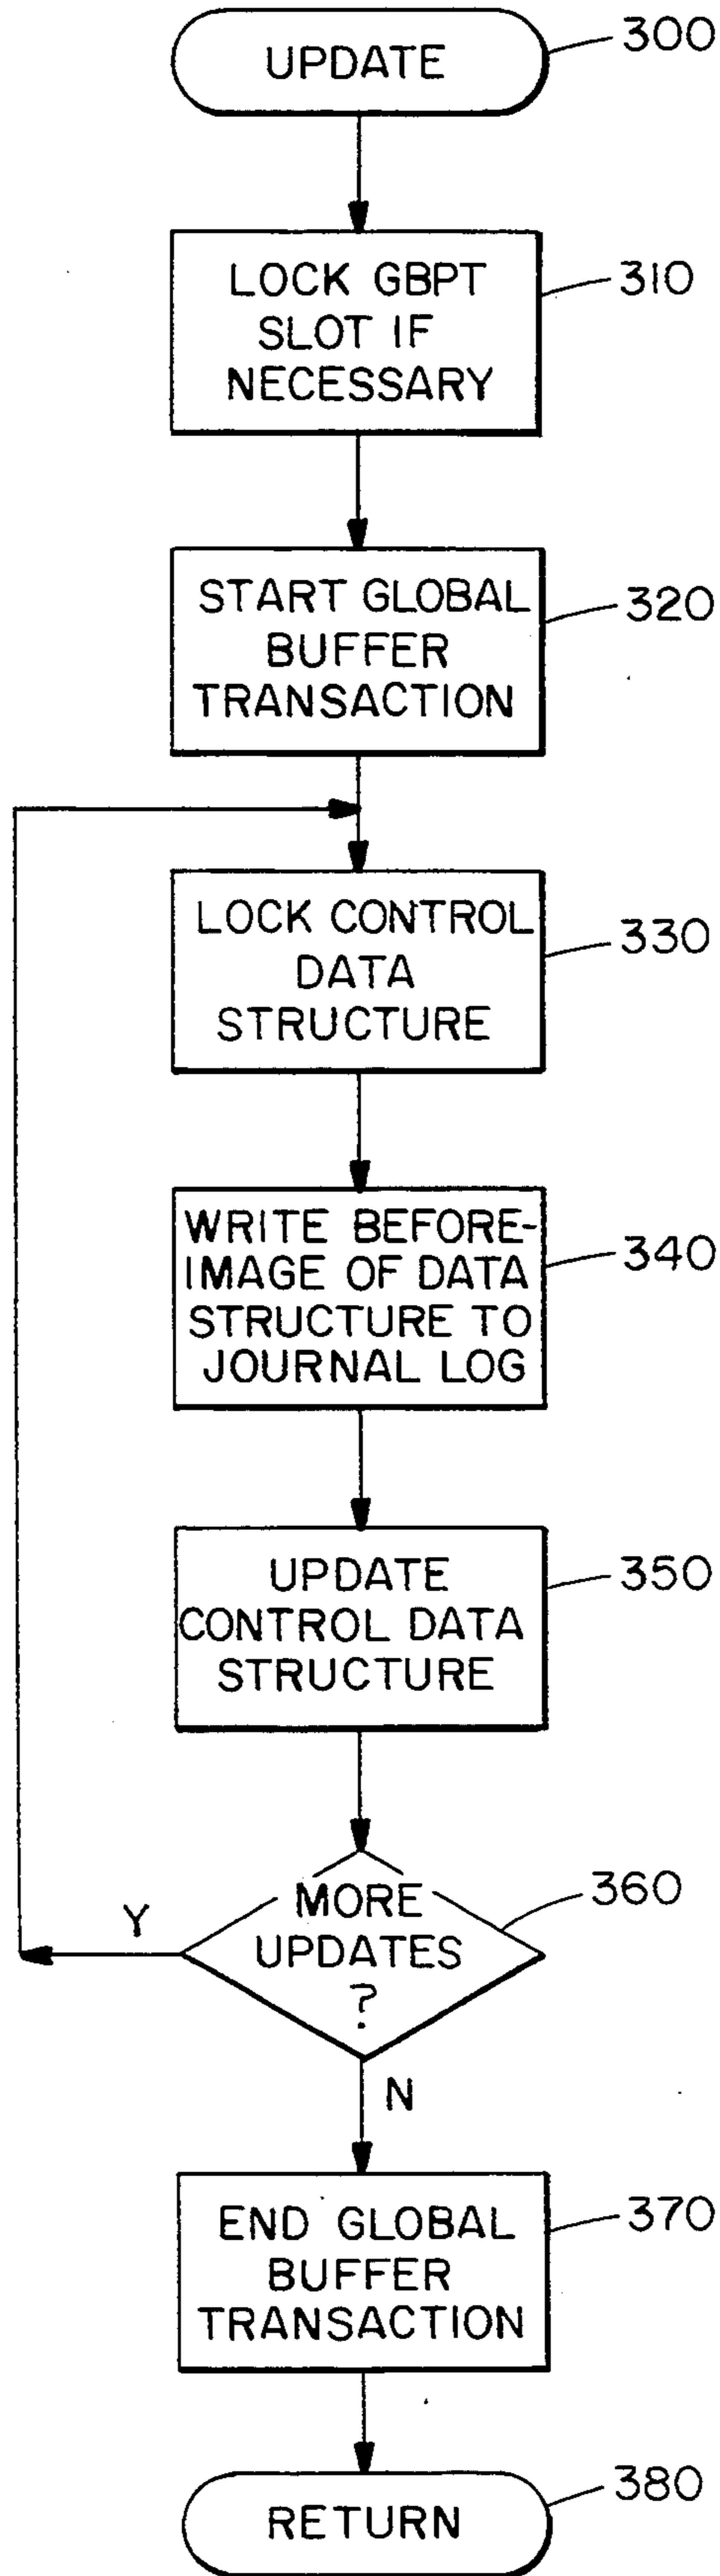 UPDATE
300
LOCK GBPT
SLOT IF
NECESSARY
310
START GLOBAL
BUFFER
TRANSACTION
320
LOCK CONTROL
DATA
STRUCTURE
330
WRITE BEFORE-
IMAGE OF DATA
STRUCTURE TO
JOURNAL LOG
340
UPDATE
CONTROL DATA
STRUCTURE
350
MORE
UPDATES
?
360
Y
N
END GLOBAL
BUFFER
TRANSACTION
370
RETURN
380